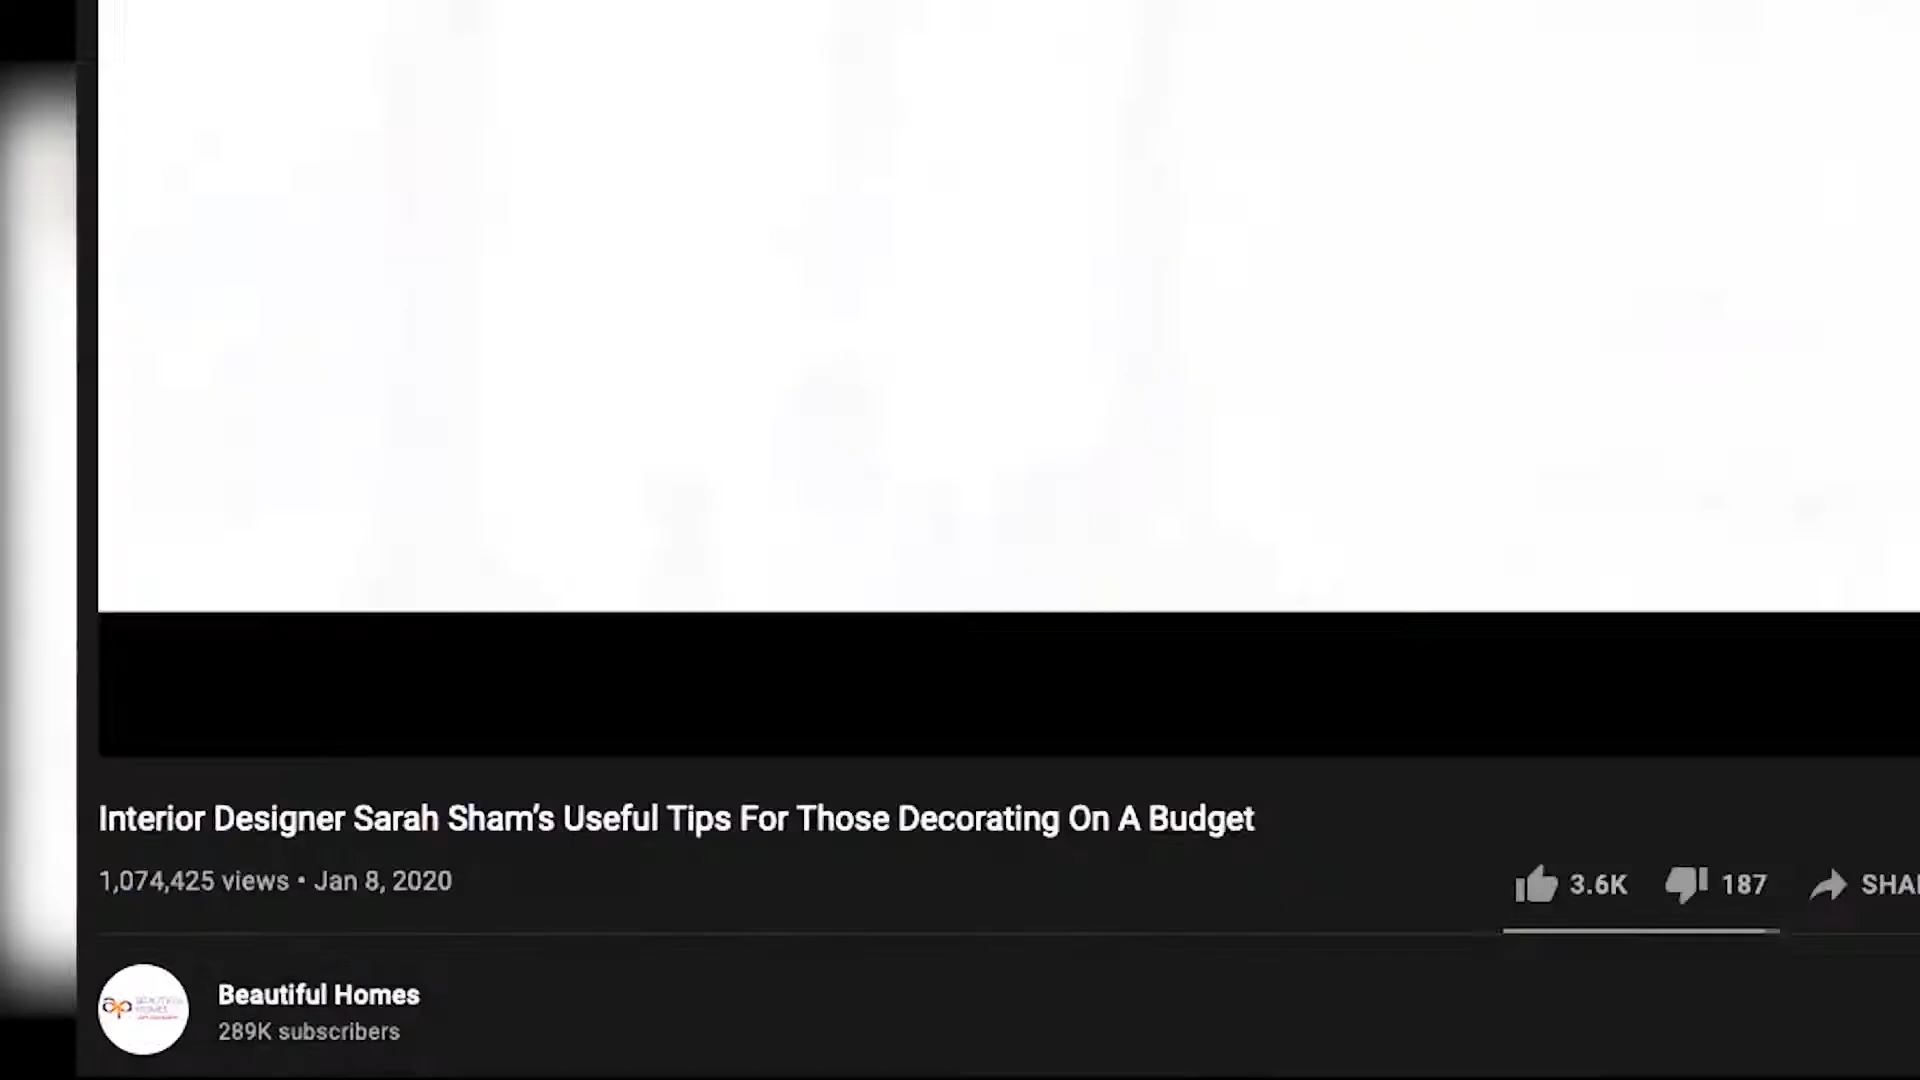 Interior Designer Sarah Sham's Useful Tips For Those Decorating On A Budget
1,074,425 views • Jan 8, 2020
3.6K 187
Beautiful Homes
289K subscribers